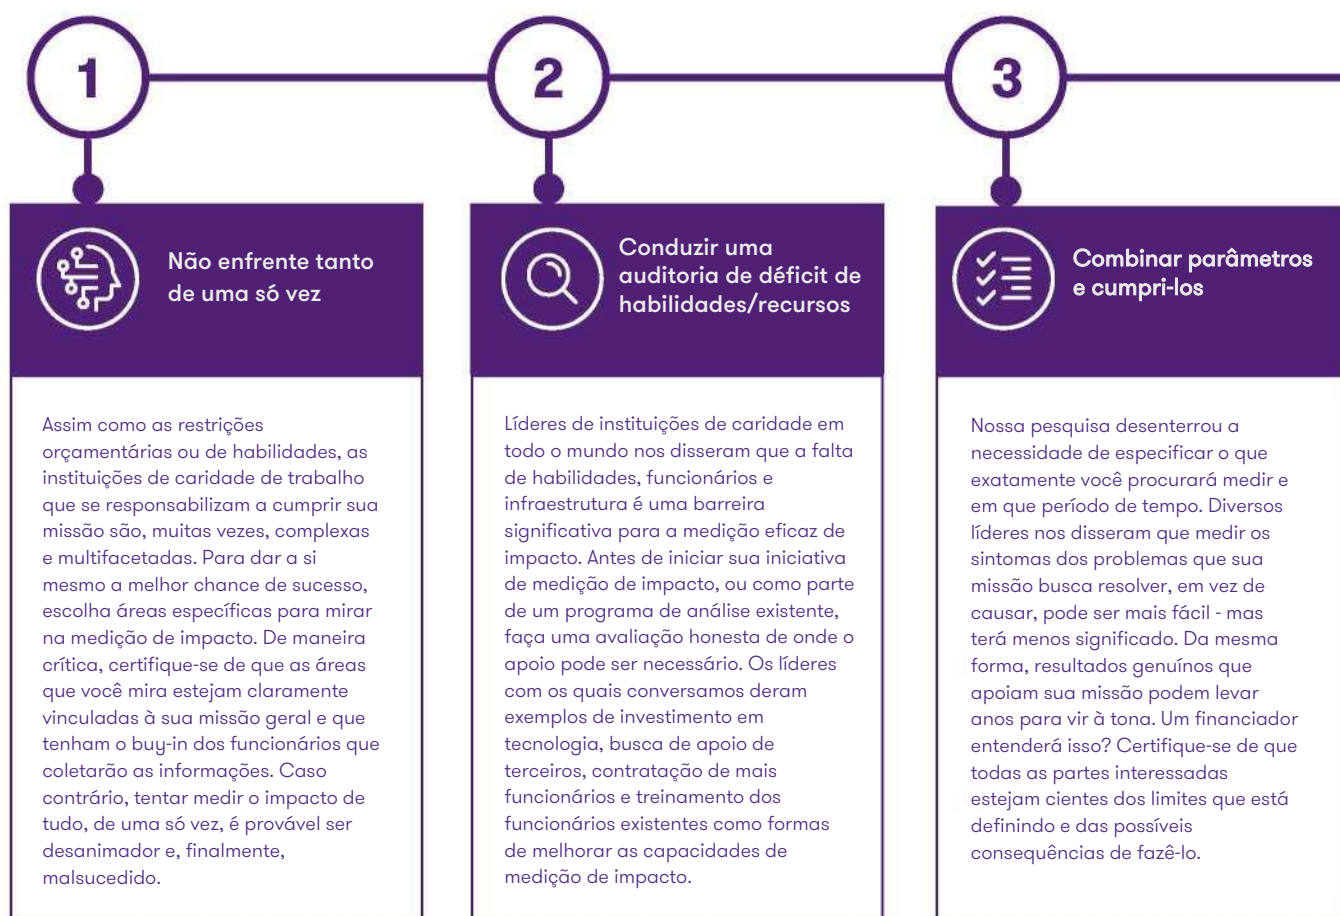 1
2
3
Não enfrente tanto
de uma só vez
Conduzir uma
auditoria de déficit de
habilidades/recursos
Combinar parâmetros
e cumpri-los
Assim como as restrições
orçamentárias ou de habilidades, as
instituições de caridade de trabalho
que se responsabilizam a cumprir sua
missão são, muitas vezes, complexas
e multifacetadas. Para dar a si
mesmo a melhor chance de sucesso,
escolha áreas específicas para mirar
na medição de impacto. De maneira
crítica, certifique-se de que as áreas
que você mira estejam claramente
vinculadas à sua missão geral e que
tenham o buy-in dos funcionários que
coletarão as informações. Caso
contrário, tentar medir o impacto de
tudo, de uma só vez, é provável ser
desanimador e, finalmente,
malsucedido.
Líderes de instituições de caridade em
todo o mundo nos disseram que a falta
de habilidades, funcionários e
infraestrutura é uma barreira
significativa para a medição eficaz de
impacto. Antes de iniciar sua iniciativa
de medição de impacto, ou como parte
de um programa de análise existente,
faça uma avaliação honesta de onde o
apoio pode ser necessário. Os líderes
com os quais conversamos deram
exemplos de investimento em
tecnologia, busca de apoio de
terceiros, contratação de mais
funcionários e treinamento dos
funcionários existentes como formas
de melhorar as capacidades de
medição de impacto.
Nossa pesquisa desenterrou a
necessidade de especificar o que
exatamente você procurará medir e
em que período de tempo. Diversos
líderes nos disseram que medir os
sintomas dos problemas que sua
missão busca resolver, em vez de
causar, pode ser mais fácil - mas
terá menos significado. Da mesma
forma, resultados genuínos que
apoiam sua missão podem levar
anos para vir à tona. Um financiador
entenderá isso? Certifique-se de que
todas as partes interessadas
estejam cientes dos limites que está
definindo e das possíveis
consequências de fazê-lo.